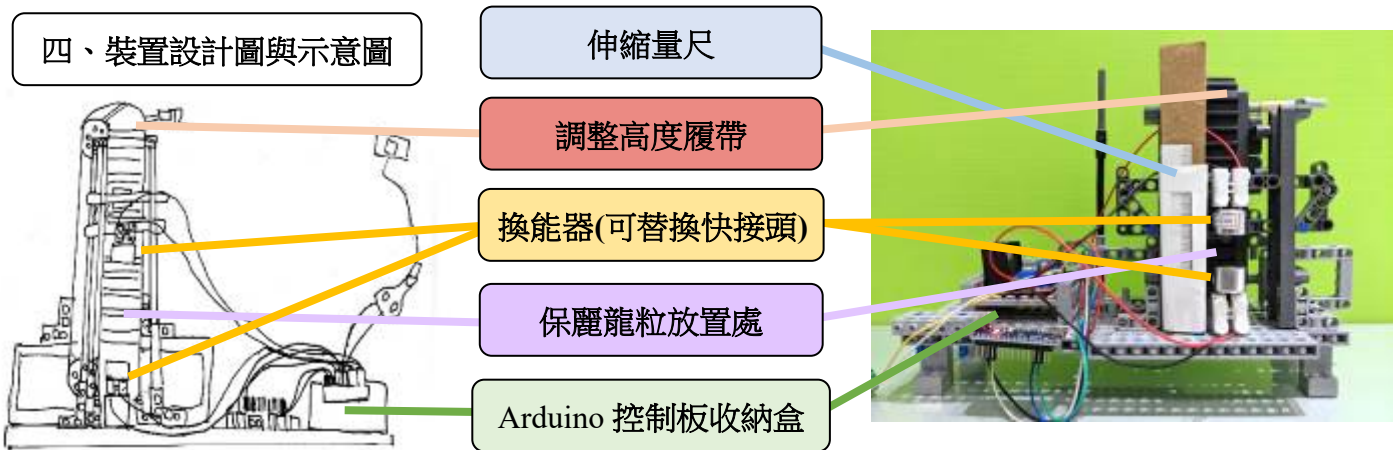 四、裝置設計圖與示意圖
伸縮量尺
調整高度履帶
換能器(可替換快接頭)
保麗龍粒放置處
Arduino 控制板收納盒